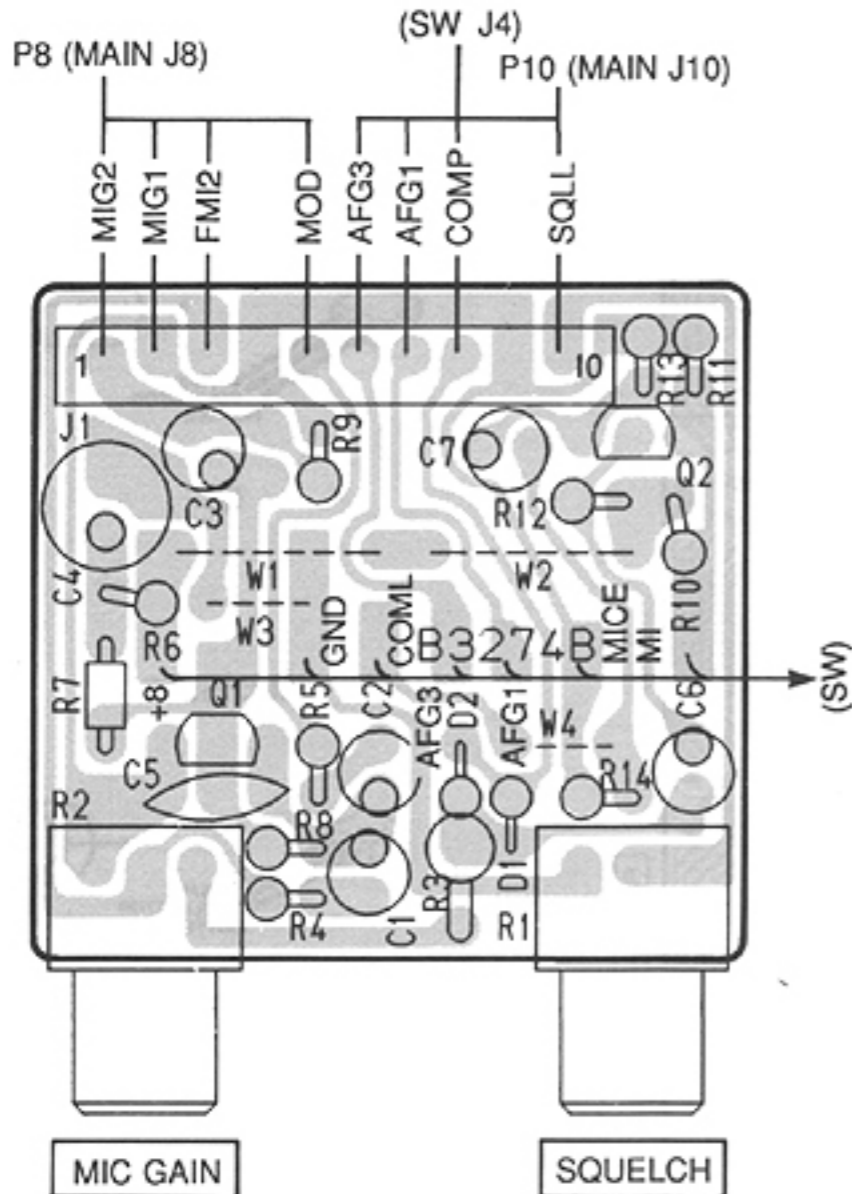 (SW J4)
P8 (MAIN J8)
P10 (MAIN J10)
MIG2
MIG1
FMI2
MOD
AFG3
AFG1
COMP
SQLL
1
10
R13
R11
J1
R9
C7
C3
Q2
R12
C4
W1
W2
W3
R6
GND
COML
B3274B
MICE
MI
R10
R7
+8
Q1
R5
C2
AFG3
D2
AFG1
W4
C6
(SW)
C5
R14
R2
R8
R3
D1
R4
C1
R1
MIC GAIN
SQUELCH